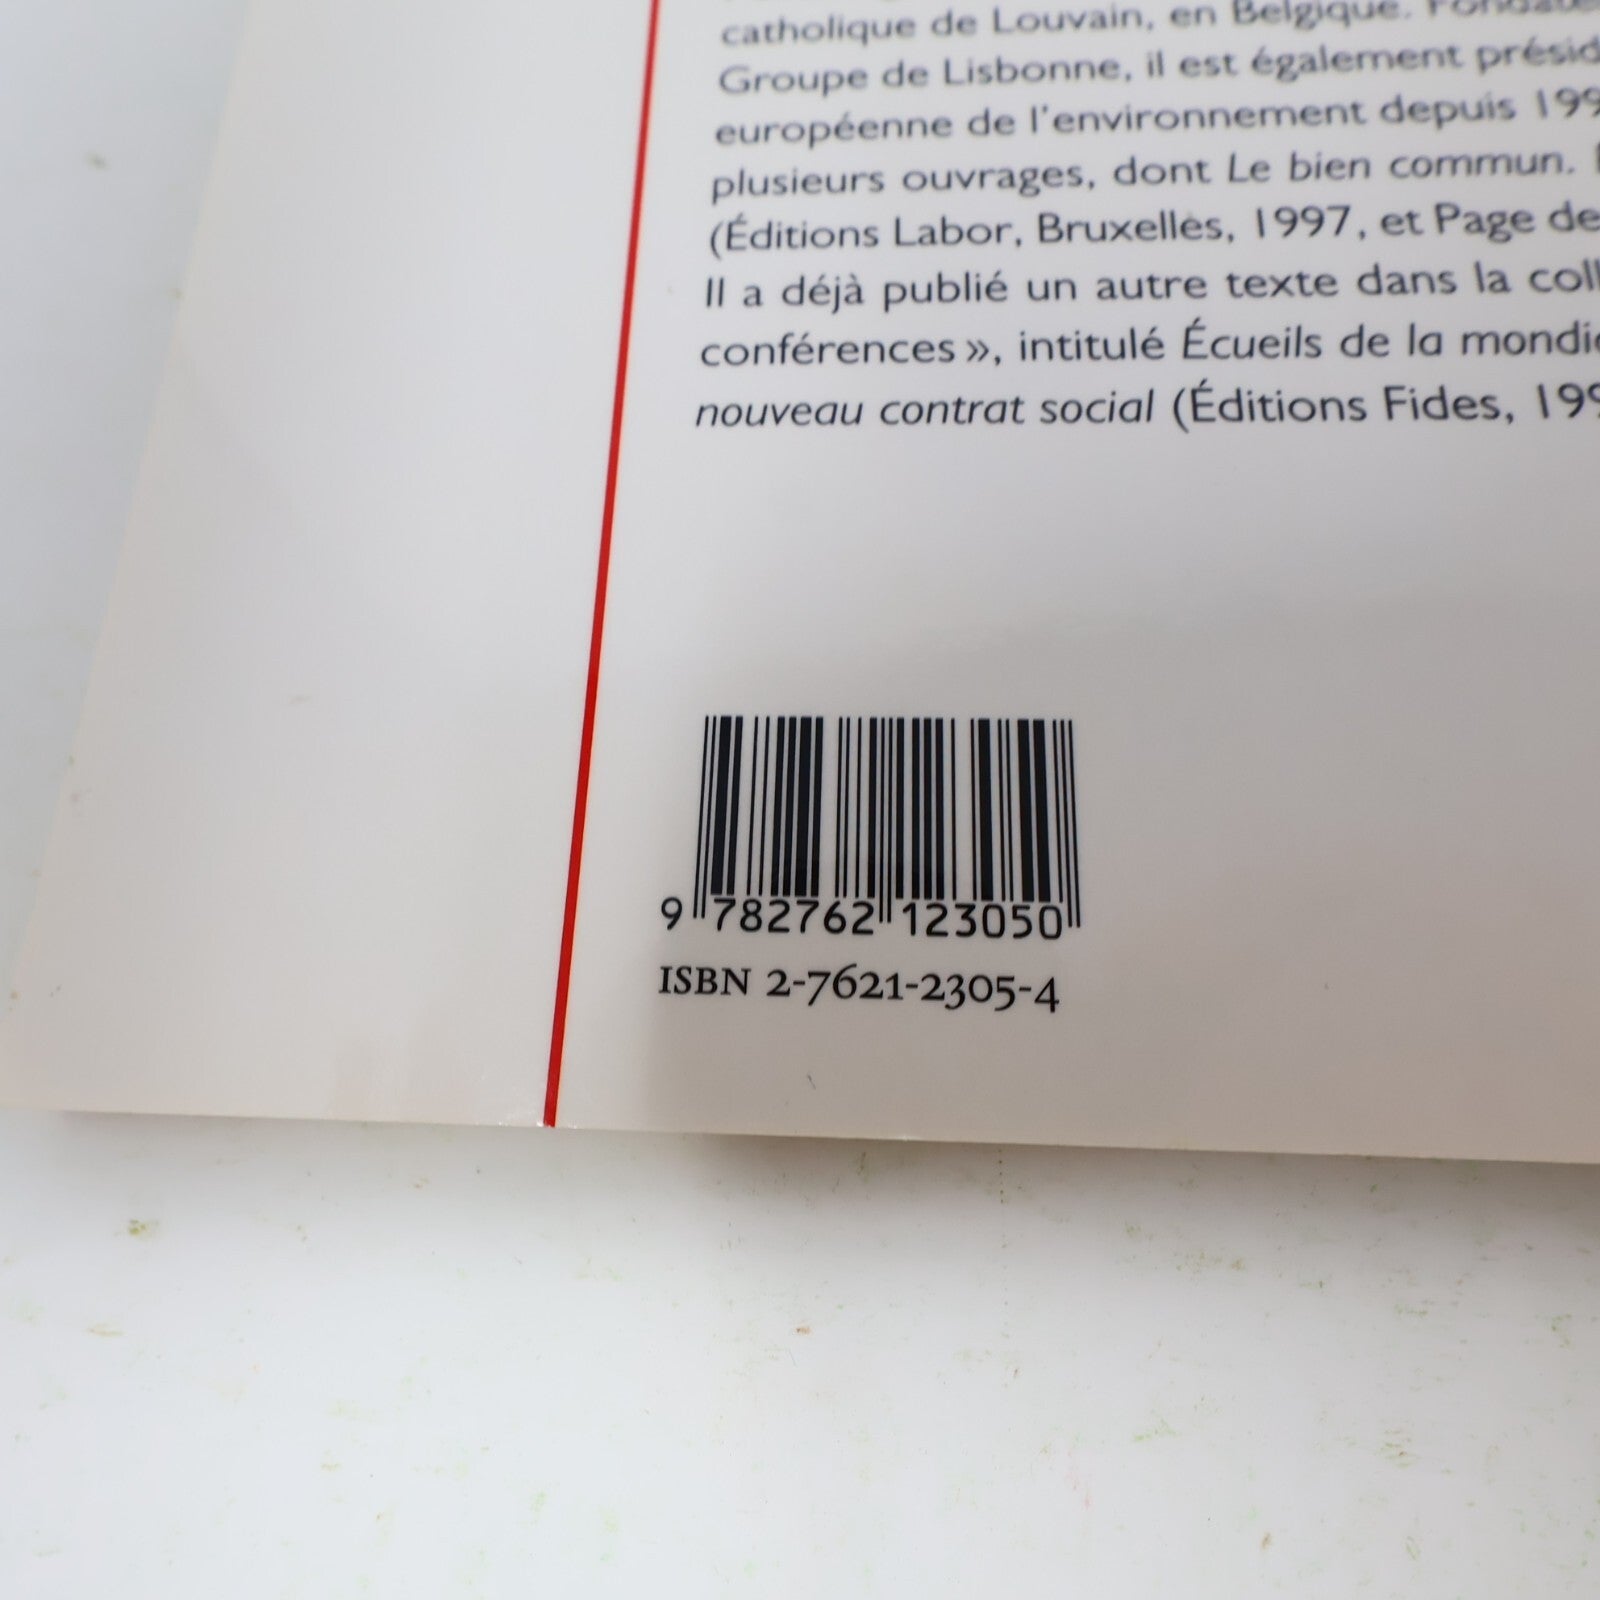 catholique de Louvain, en Belgique.
Groupe de Lisbonne, il est également
européenne de l'environnement depuis
plusieurs ouvrages, dont Le bien commun.
(Éditions Labor, Bruxelles, 1997, et Page de
Il a déjà publié un autre texte dans la
conférences », intitulé Écueils de la
nouveau contrat social (Éditions Fides,
9 782762 123050
ISBN 2-7621-2305-4